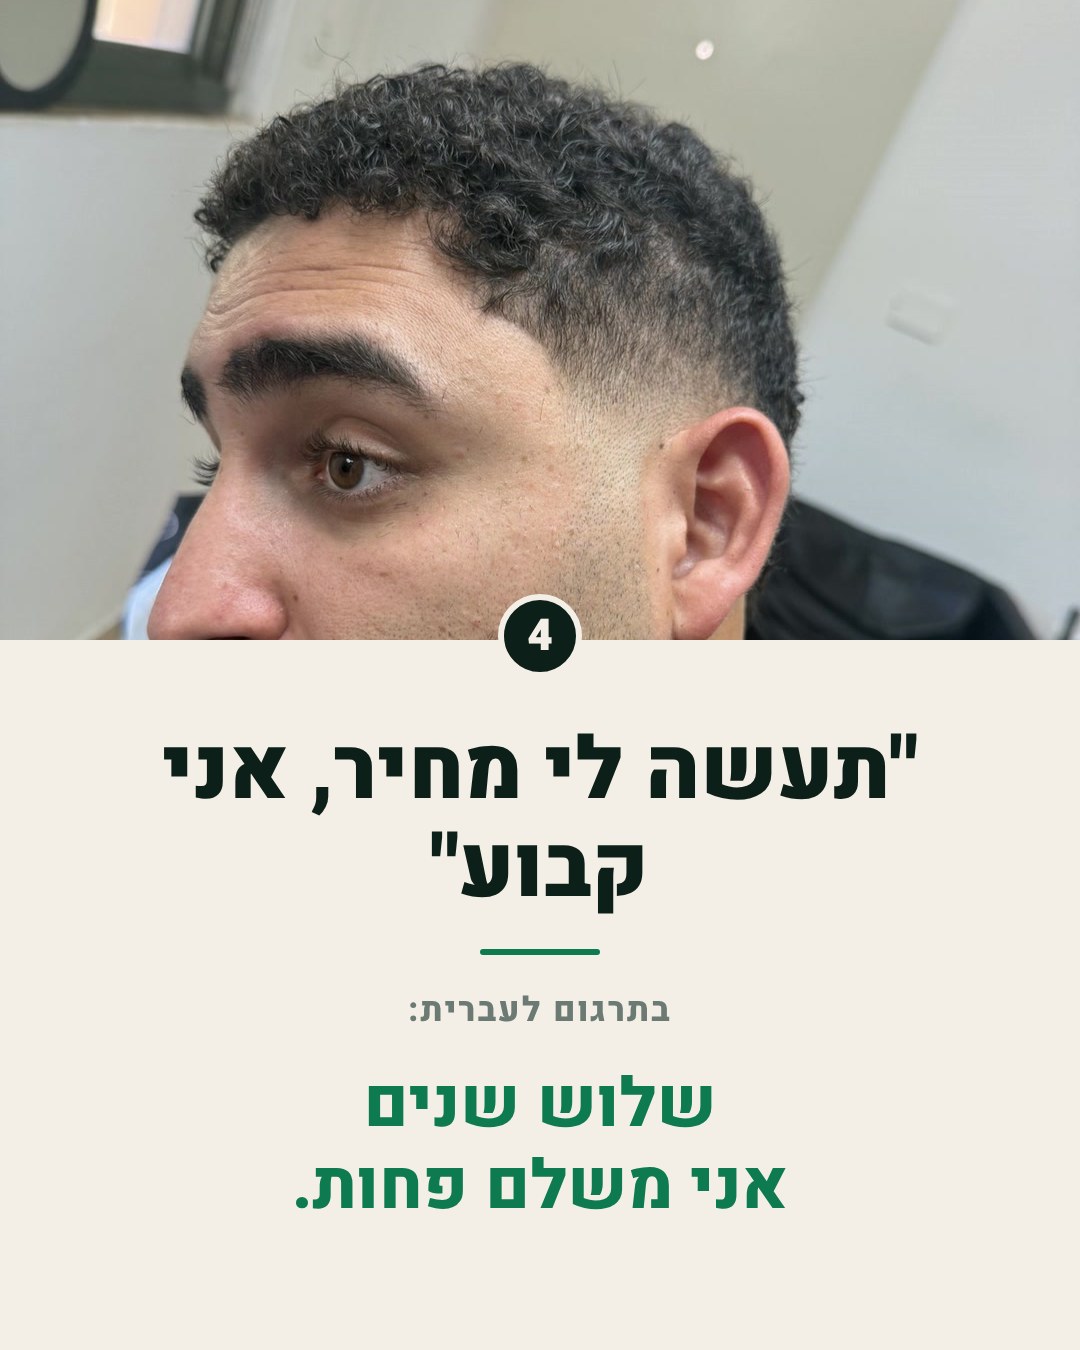 4
"תעשה לי מחיר, אני
קבוע"
בתרגום לעברית:
שלוש שנים
אני משלם פחות.